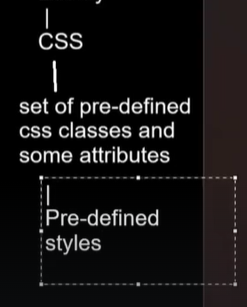 CSS
set of pre-defined
css classes and
some attributes
Pre-defined
styles